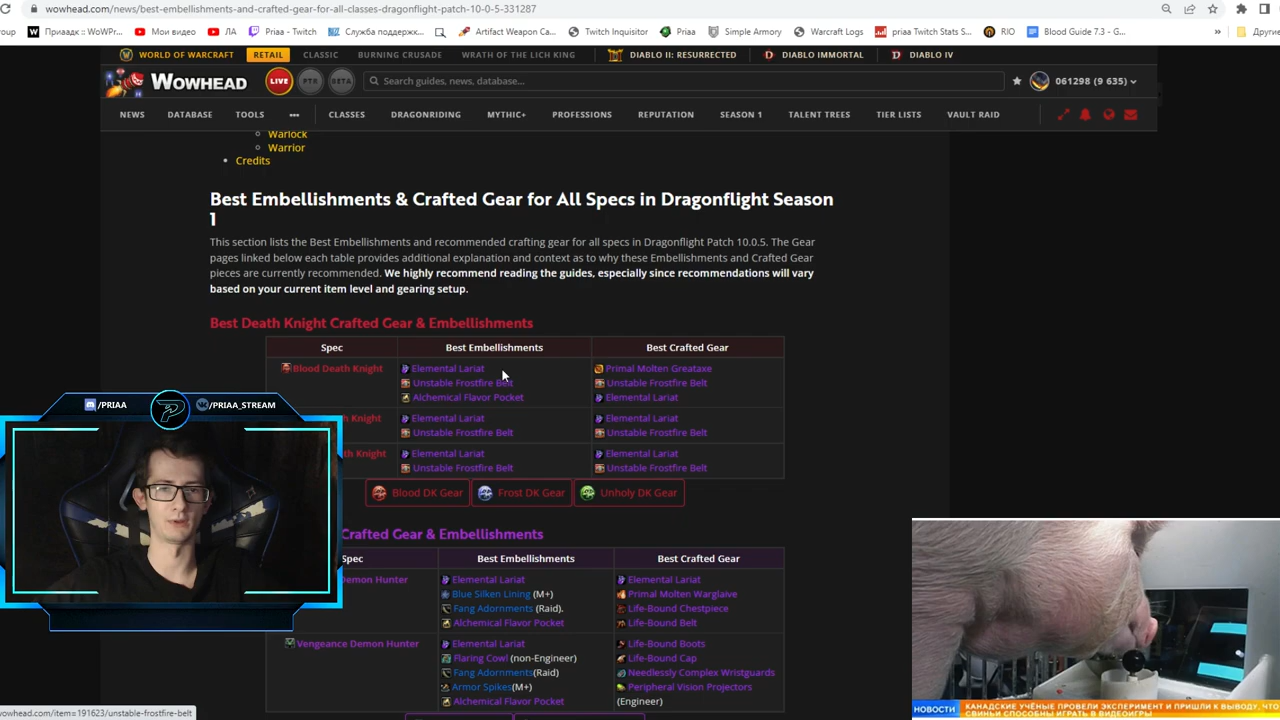 wowhead.com/news/best-embellishments-and-crafted-gear-for-all-classes-dragonflight-patch-10-0-5-331287
roup
Приаадк :: WoWPr...
Мои видео
ЛА
Priaa - Twitch
Служба поддержк...
Artifact Weapon Ca...
Twitch Inquisitor
Priaa
Simple Armory
Warcraft Logs
priaa Twitch Stats S...
RIO
Blood Guide 7.3 - G...
»
Другие
WORLD OF WARCRAFT
RETAIL
CLASSIC
BURNING CRUSADE
WRATH OF THE LICH KING
DIABLO II: RESURRECTED
DIABLO IMMORTAL
DIABLO IV
WOWHEAD
LIVE
PTR
BETA
Search guides, news, database...
061298 (9 635)
NEWS
DATABASE
TOOLS
•••
CLASSES
DRAGONRIDING
MYTHIC+
PROFESSIONS
REPUTATION
SEASON 1
TALENT TREES
TIER LISTS
VAULT RAID
Warlock
Warrior
Credits
Best Embellishments & Crafted Gear for All Specs in Dragonflight Season
1
This section lists the Best Embellishments and recommended crafting gear for all specs in Dragonflight Patch 10.0.5. The Gear
pages linked below each table provides additional explanation and context as to why these Embellishments and Crafted Gear
pieces are currently recommended. We highly recommend reading the guides, especially since recommendations will vary
based on your current item level and gearing setup.
Best Death Knight Crafted Gear & Embellishments
Spec
Best Embellishments
Best Crafted Gear
Blood Death Knight
Elemental Lariat
Primal Molten Greataxe
Unstable Frostfire Belt
Unstable Frostfire Belt
Alchemical Flavor Pocket
Elemental Lariat
Knight
Elemental Lariat
Elemental Lariat
Unstable Frostfire Belt
Unstable Frostfire Belt
th Knight
Elemental Lariat
Elemental Lariat
Unstable Frostfire Belt
Unstable Frostfire Belt
Blood DK Gear
Frost DK Gear
Unholy DK Gear
Crafted Gear & Embellishments
Spec
Best Embellishments
Best Crafted Gear
Demon Hunter
Elemental Lariat
Elemental Lariat
Blue Silken Lining (M+)
Primal Molten Warglaive
Fang Adornments (Raid).
Life-Bound Chestpiece
Alchemical Flavor Pocket
Life-Bound Belt
Vengeance Demon Hunter
Elemental Lariat
Life-Bound Boots
Flaring Cowl (non-Engineer)
Life-Bound Cap
Fang Adornments(Raid)
Needlessly Complex Wristguards
Armor Spikes(M+)
Peripheral Vision Projectors
Alchemical Flavor Pocket
(Engineer)
/PRIAA
/PRIAA_STREAM
wowhead.com/item=191623/unstable-frostfire-belt
НОВОСТИ
КАНАДСКИЕ УЧЁНЫЕ ПРОВЕЛИ ЭКСПЕРИМЕНТ И ПРИШЛИ К ВЫВОДУ, ЧТО
СВИНЬИ СПОСОБНЫ ИГРАТЬ В ВИДЕОИГРЫ